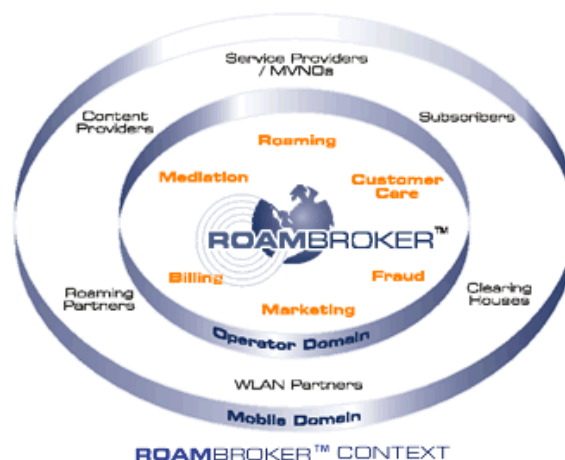 Service Providers
/ MVNOs
Content
Providers
Subscribers
Roaming
Mediation
Customer
Care
ROAMBROKER™
Billing
Fraud
Roaming
Partners
Clearing
Houses
Marketing
Operator Domain
WLAN Partners
Mobile Domain
ROAMBROKER™ CONTEXT